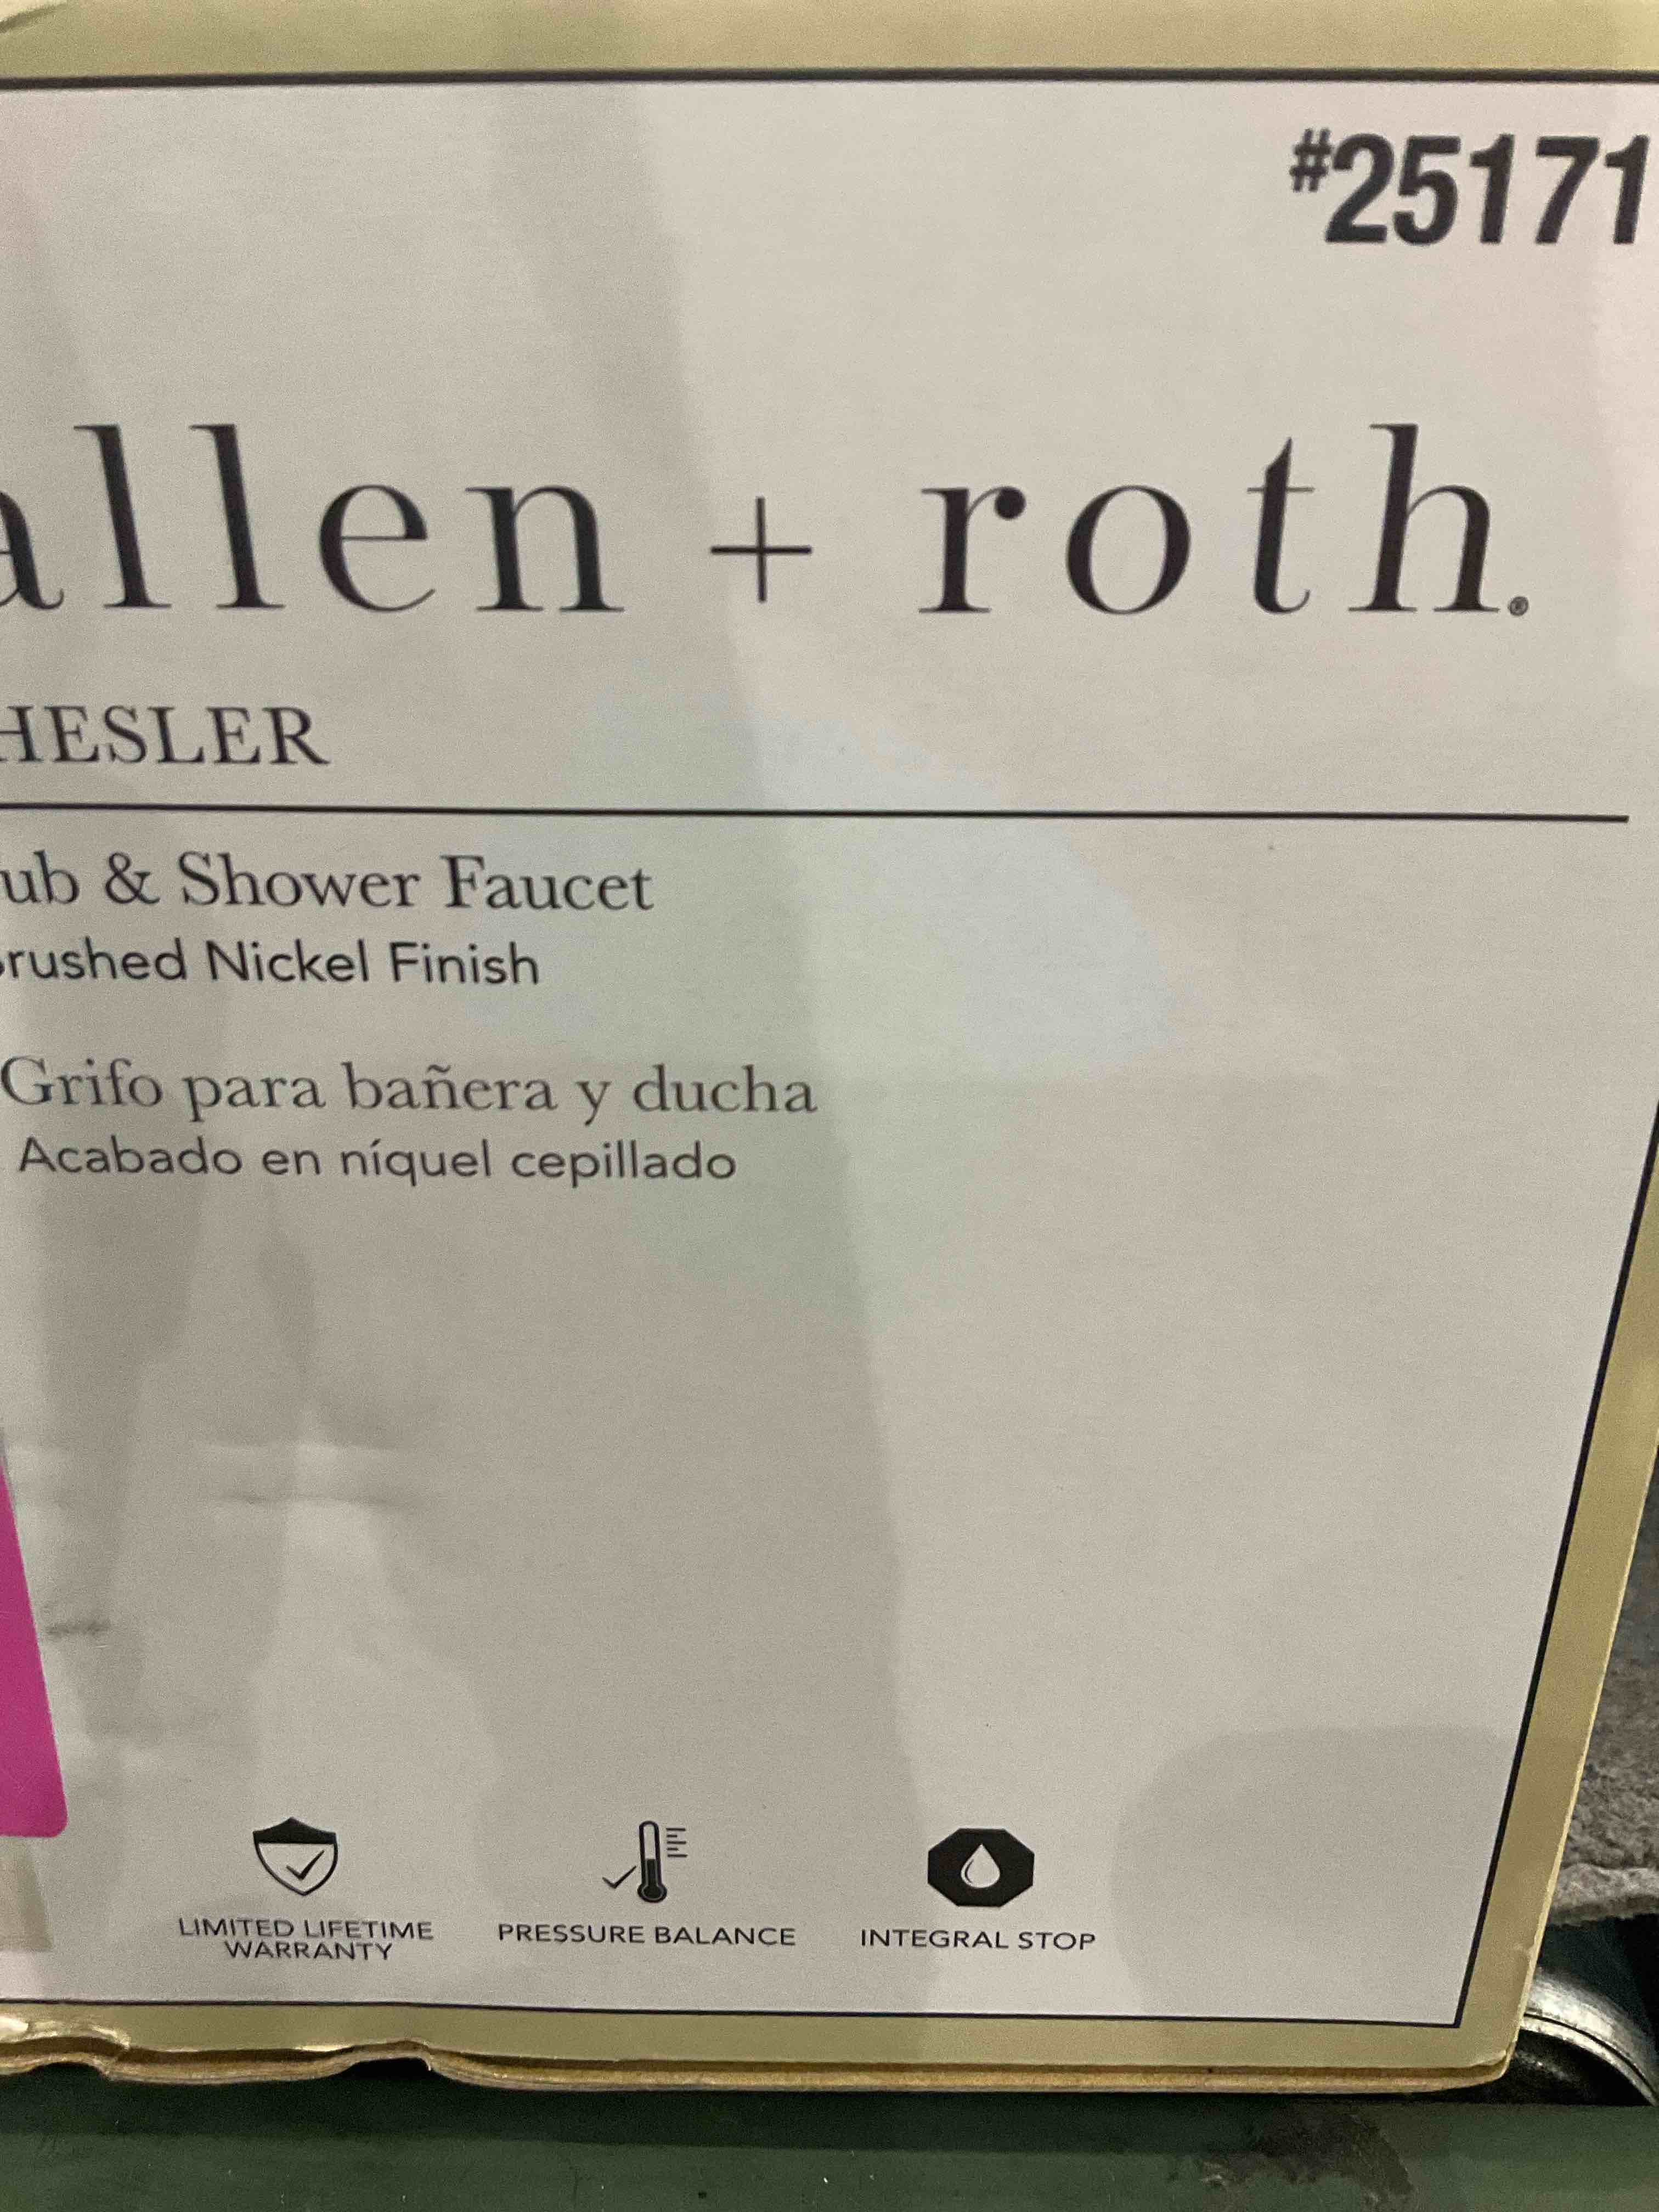 #25171
allen + roth®
HESLER
ub & Shower Faucet
rushed Nickel Finish
Grifo para bañera y ducha
Acabado en níquel cepillado
LIMITED LIFETIME
WARRANTY
PRESSURE BALANCE
INTEGRAL STOP